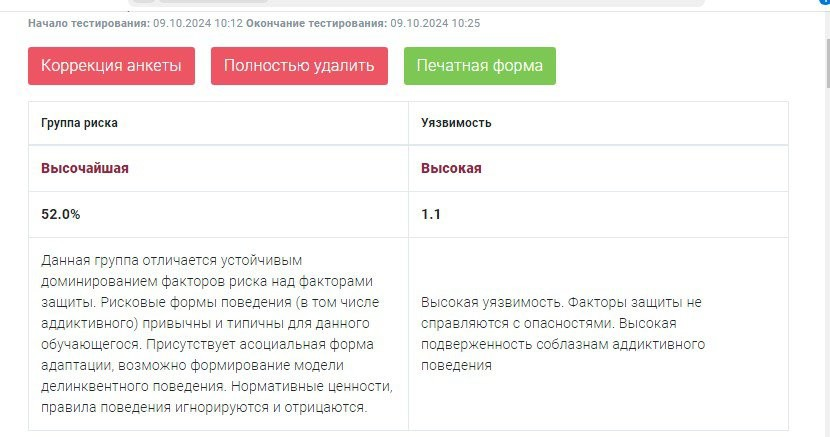 Начало тестирования: 09.10.2024 10:12 Окончание тестирования: 09.10.2024 10:25
Коррекция анкеты
Полностью удалить
Печатная форма
Группа риска
Уязвимость
Высочайшая
Высокая
52.0%
1.1
Данная группа отличается устойчивым
доминированием факторов риска над факторами
защиты. Рисковые формы поведения (в том числе
аддиктивного) привычны и типичны для данного
обучающегося. Присутствует асоциальная форма
адаптации, возможно формирование модели
делинквентного поведения. Нормативные ценности,
правила поведения игнорируются и отрицаются.
Высокая уязвимость. Факторы защиты не
справляются с опасностями. Высокая
подверженность соблазнам аддиктивного
поведения